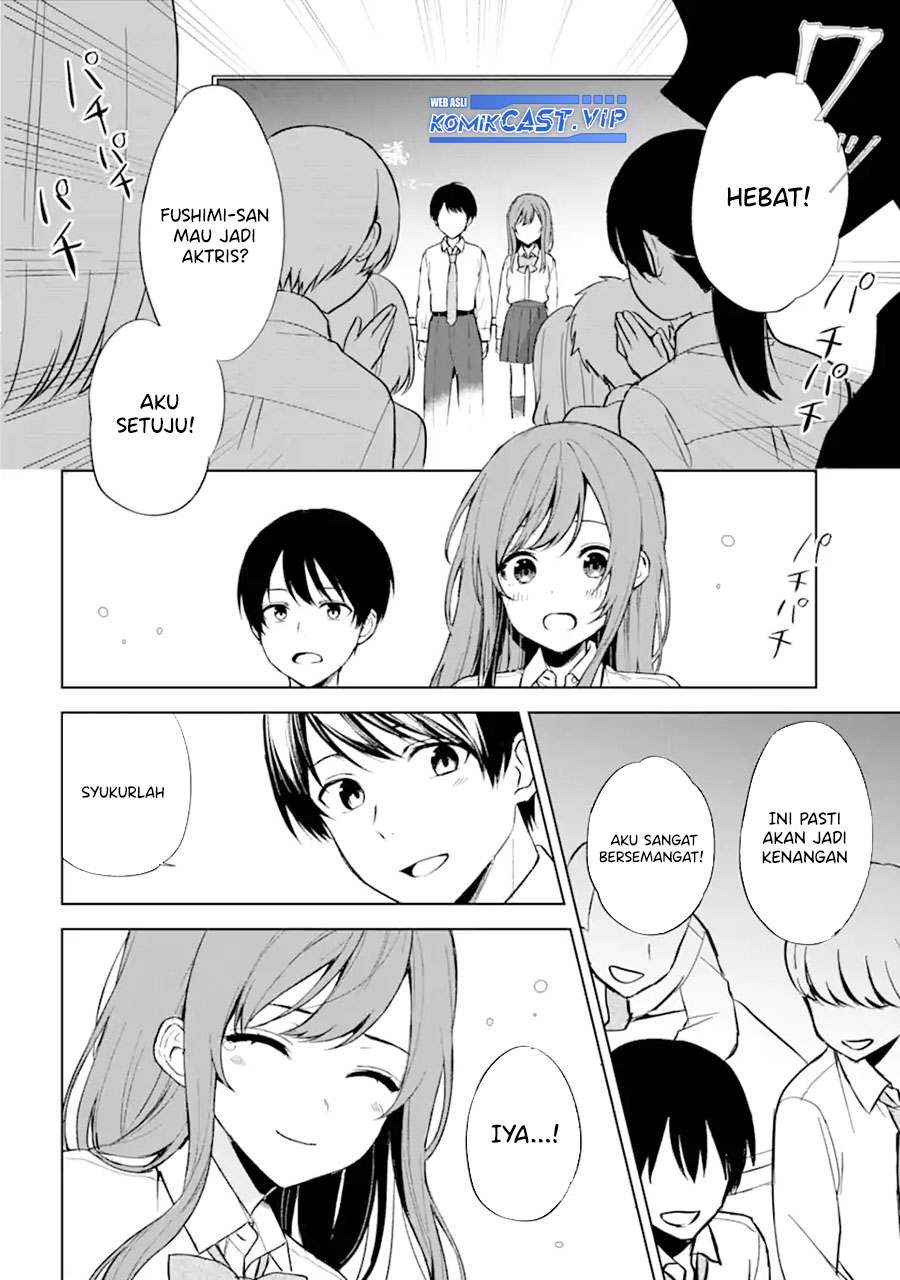 ワッ
WEB ASLI
KOMIKCAST.VIP
HEBAT!
FUSHIMI-SAN
MAU JADI
AKTRIS?
AKU
SETUJU!
パチ
パチ
パチ
パチ
パチ
議
パチ
パチ
INI PASTI
AKAN JADI
KENANGAN
AKU SANGAT
BERSEMANGAT!
SYUKURLAH
IYA...!